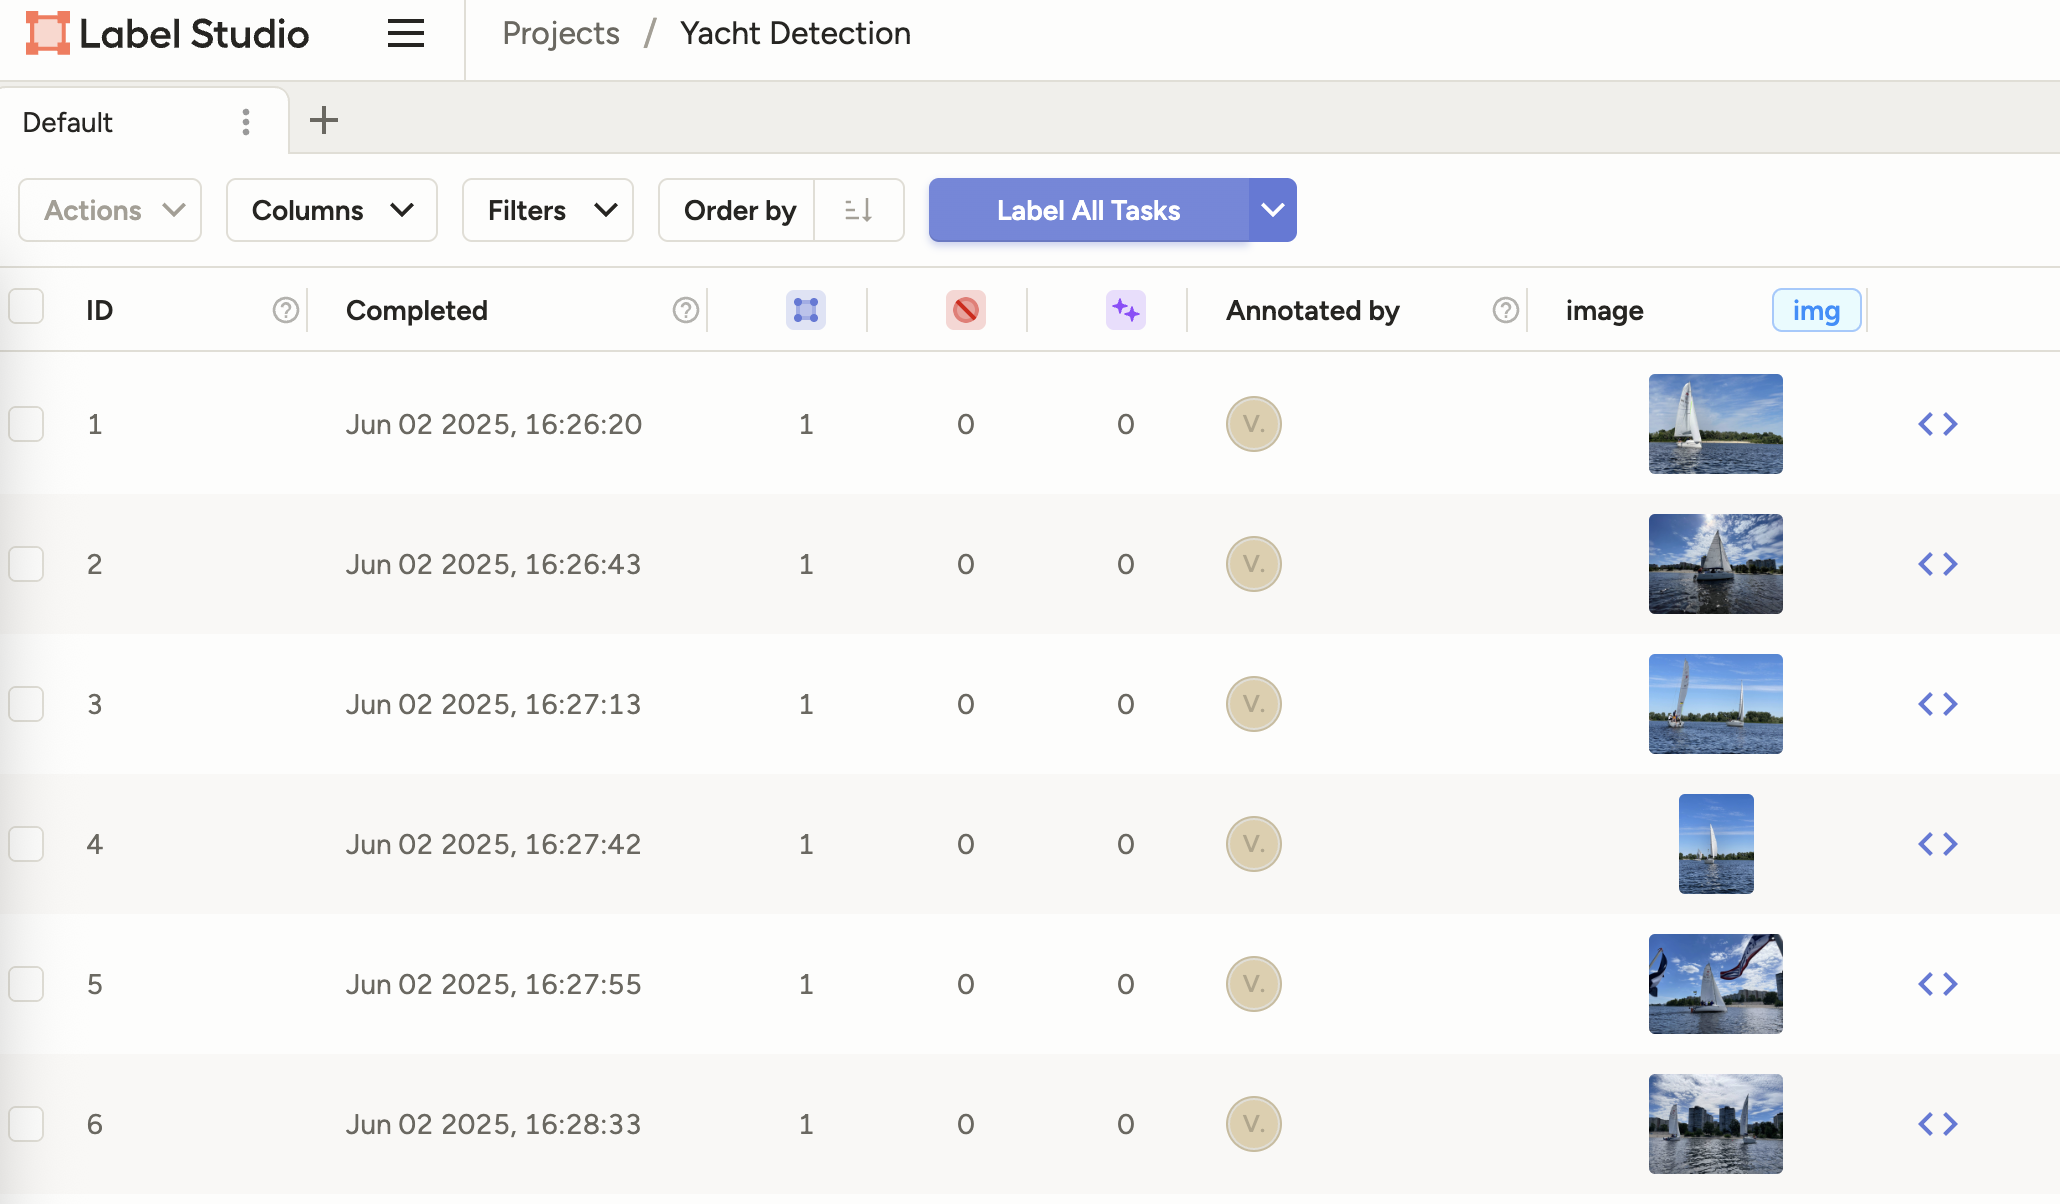 Label Studio Projects / Yacht Detection
Default
Actions Columns Filters Order by Label All Tasks
ID Completed Annotated by image img
1 Jun 02 2025, 16:26:20 1 0 0 V.
2 Jun 02 2025, 16:26:43 1 0 0 V.
3 Jun 02 2025, 16:27:13 1 0 0 V.
4 Jun 02 2025, 16:27:42 1 0 0 V.
5 Jun 02 2025, 16:27:55 1 0 0 V.
6 Jun 02 2025, 16:28:33 1 0 0 V.